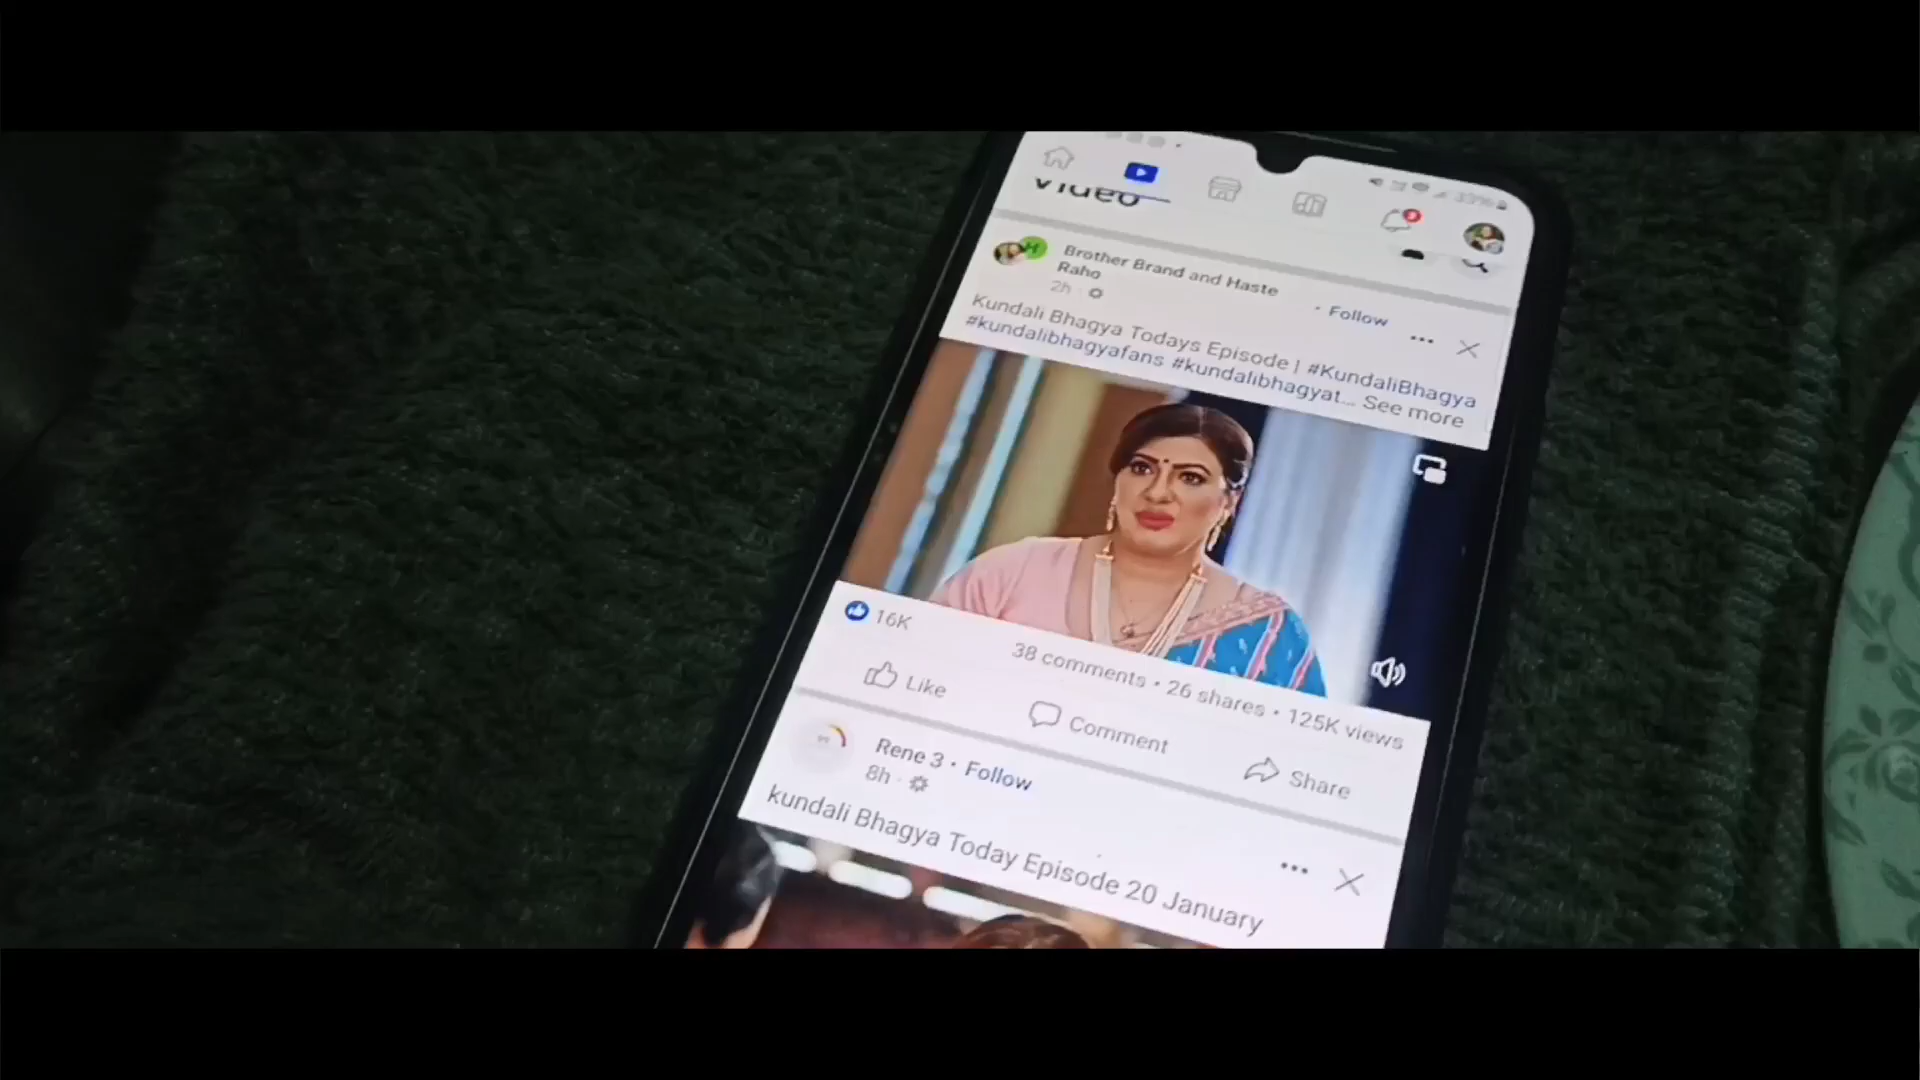 Video
3
Brother Brand and Haste
Raho
· Follow
2h ·
Kundali Bhagya Todays Episode | #KundaliBhagya
#kundalibhagyafans #kundalibhagyat... See more
16K
38 comments • 26 shares • 125K views
Like
Comment
Share
Rene 3 · Follow
8h ·
kundali Bhagya Today Episode 20 January